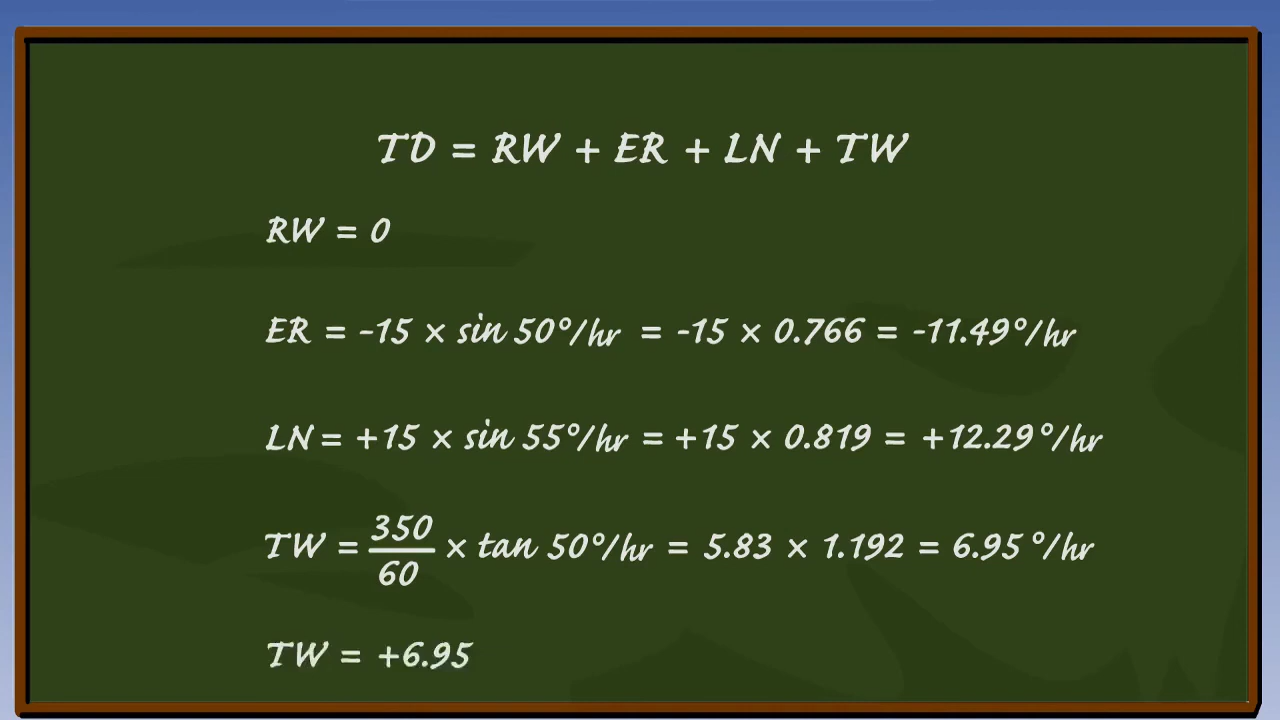 TD = RW + ER + LN + TW
RW = 0
ER = -15 × sin 50°/hr = -15 × 0.766 = -11.49°/hr
LN = +15 × sin 55°/hr = +15 × 0.819 = +12.29°/hr
TW = 350/60 × tan 50°/hr = 5.83 × 1.192 = 6.95°/hr
TW = +6.95